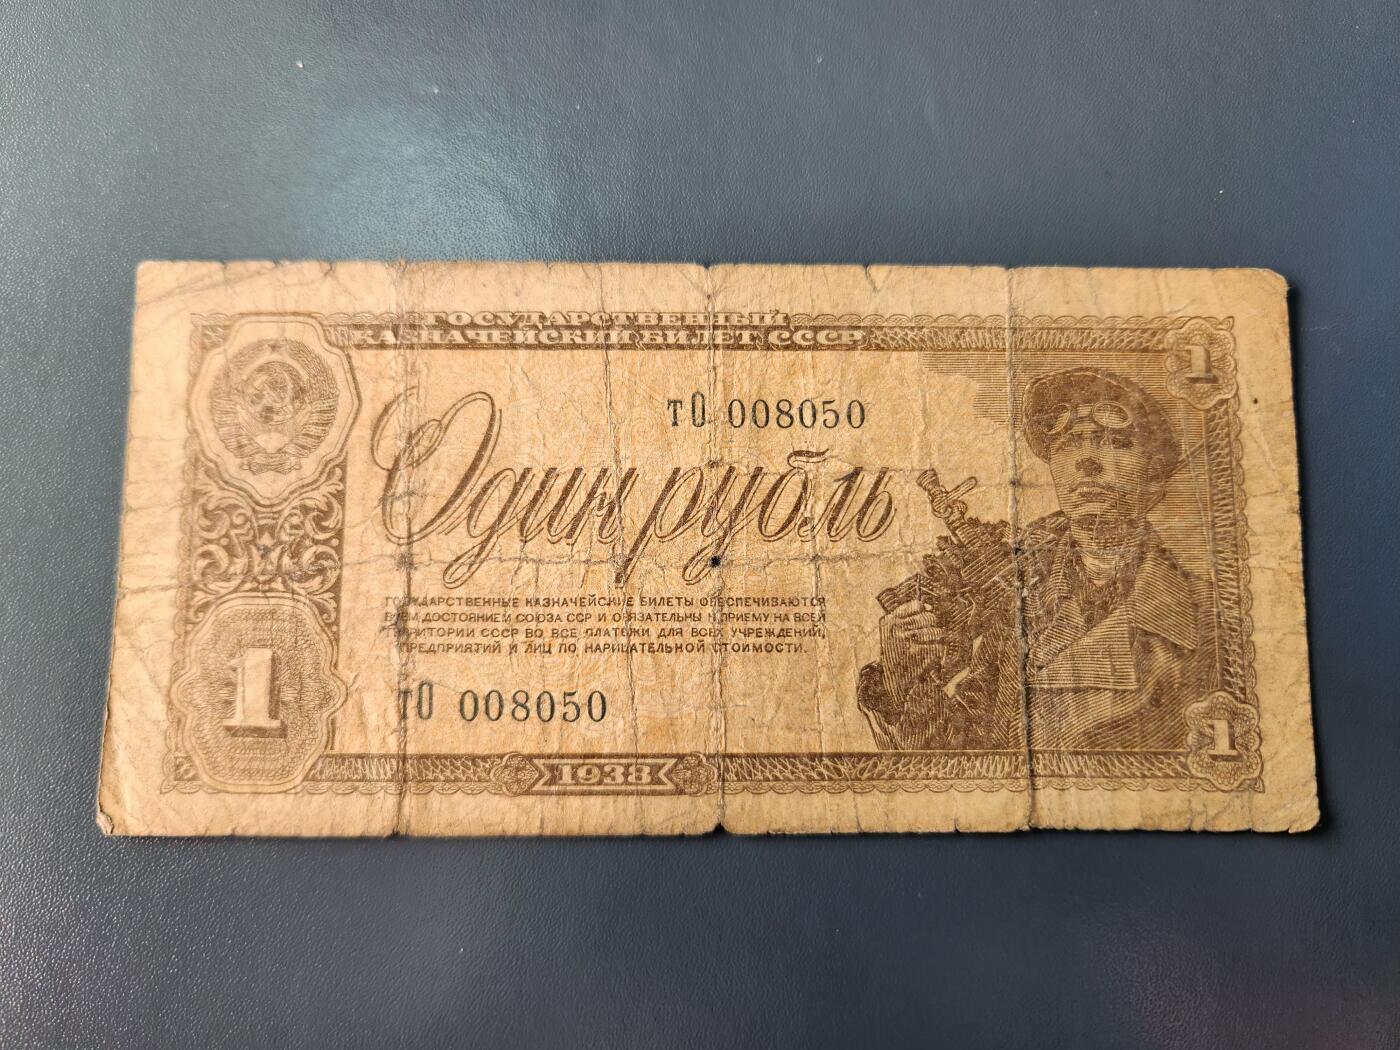 ГОСУДАРСТВЕННЫЙ
КАЗНАЧЕЙСКИЙ БИЛЕТ СССР
1
тО 008050
Один рубль
ГОСУДАРСТВЕННЫЕ КАЗНАЧЕЙСКИЕ БИЛЕТЫ ОБЕСПЕЧИВАЮТСЯ
ВСЕМ ДОСТОЯНИЕМ СОЮЗА ССР И ОБЯЗАТЕЛЬНЫ К ПРИЕМУ НА ВСЕЙ
ТЕРРИТОРИИ СССР ВО ВСЕ ПЛАТЕЖИ ДЛЯ ВСЕХ УЧРЕЖДЕНИЙ,
ПРЕДПРИЯТИЙ И ЛИЦ ПО НАРИЦАТЕЛЬНОЙ СТОИМОСТИ.
1
тО 008050
1
1938